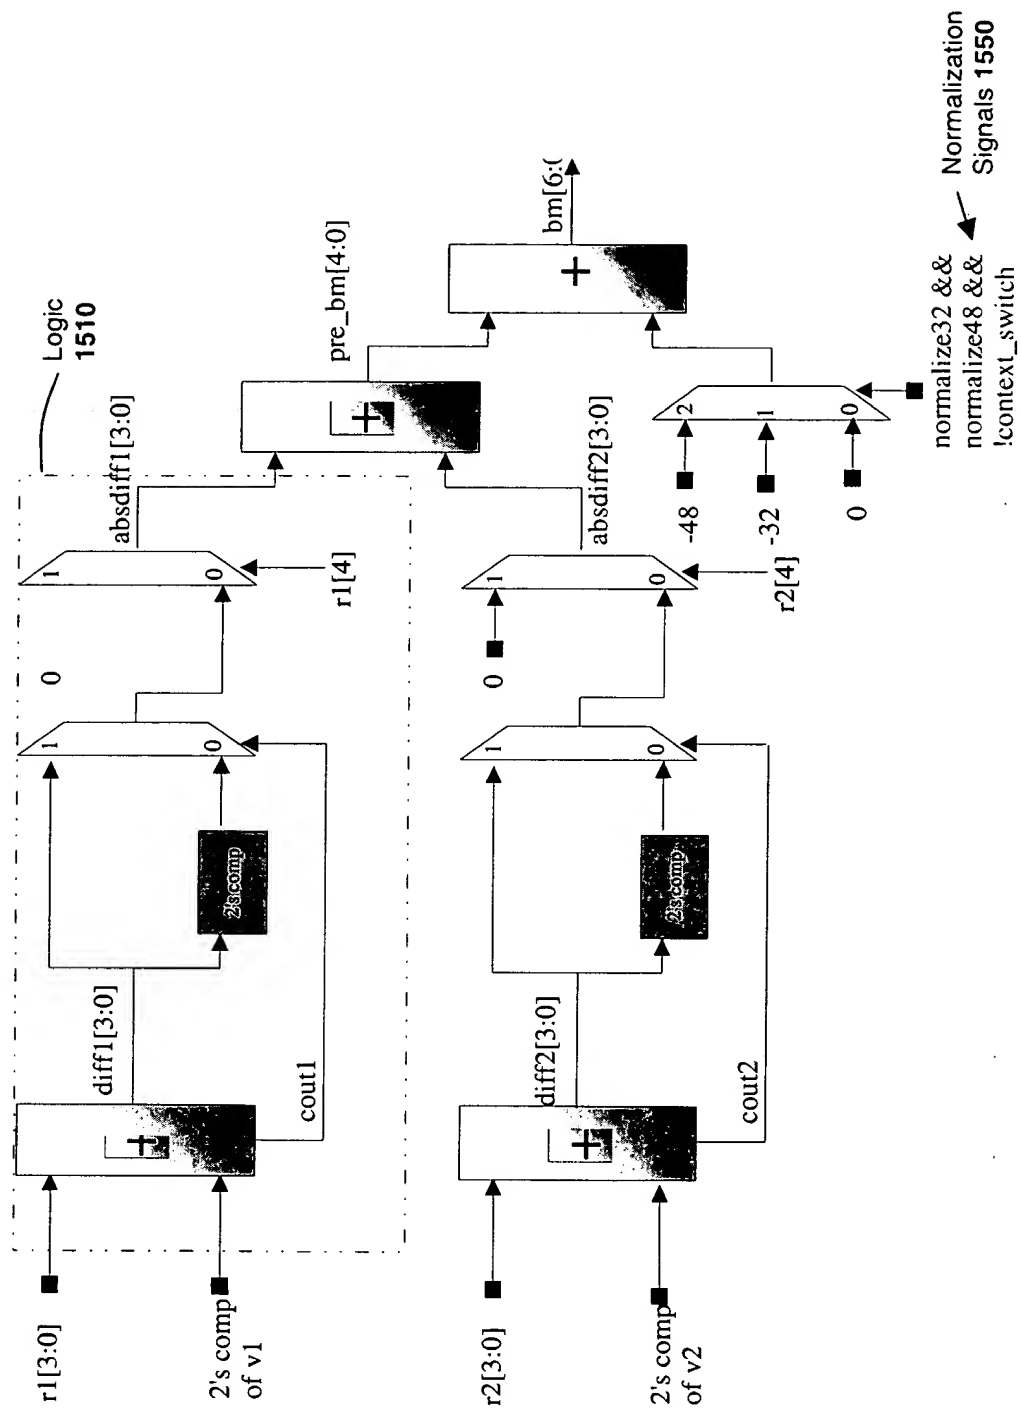 Logic
1510
r1[3:0]
2's comp
of v1
+
diff1[3:0]
cout1
2's comp
1
0
0
1
0
r1[4]
absdiff1[3:0]
+
pre_bm[4:0]
r2[3:0]
2's comp
of v2
+
diff2[3:0]
cout2
2's comp
1
0
0
1
0
r2[4]
absdiff2[3:0]
-48
-32
0
2
1
0
+
bm[6:(
normalize32 &&
normalize48 &&
!context_switch
Normalization
Signals 1550